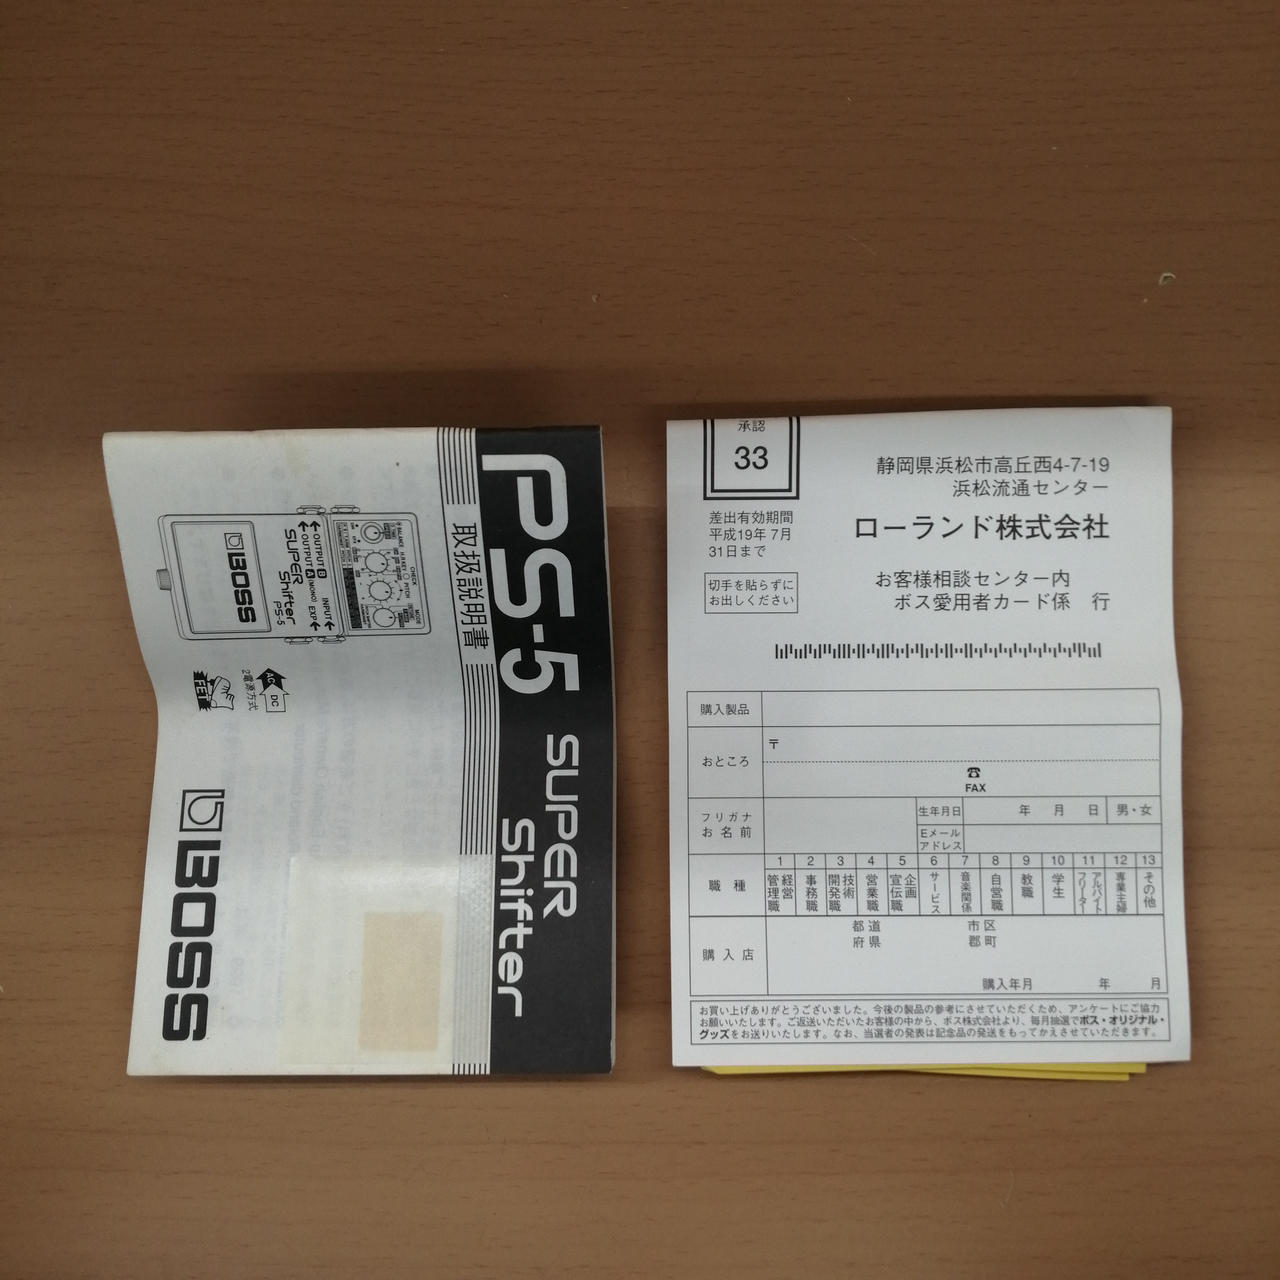 PS-5
SUPER
Shifter
取扱説明書
CHECK
MODE
BALANCE
PITCH
OUTPUT B
OUTPUT A (MONO)
INPUT
EXP
SUPER
Shifter
PS-5
BOSS
AC
DC
2電源方式
FEEL
BOSS
承認
33
差出有効期間
平成19年 7月
31日まで
切手を貼らずに
お出しください
静岡県浜松市高丘西4-7-19
浜松流通センター
ローランド株式会社
お客様相談センター内
ボス愛用者カード係 行
購入製品
おところ
〒
☎
FAX
フリガナ
お名前
生年月日
年 月 日
男・女
Eメール
アドレス
職種
1 2 3 4 5 6 7 8 9 10 11 12 13
経営管理職
事務職
技術開発職
営業職
企画宣伝職
サービス
音楽関係
自営職
教職
学生
アルバイトフリーター
専業主婦
その他
購入店
都道 市区
府県 郡町
購入年月 年 月
お買い上げありがとうございました。今後の製品の参考にさせていただくため、アンケートにご協力
お願いいたします。ご返送いただいたお客様の中から、ボス株式会社より、毎月抽選でボス・オリジナル・
グッズをお送りいたします。なお、当選者の発表は記念品の発送をもってかえさせていただきます。